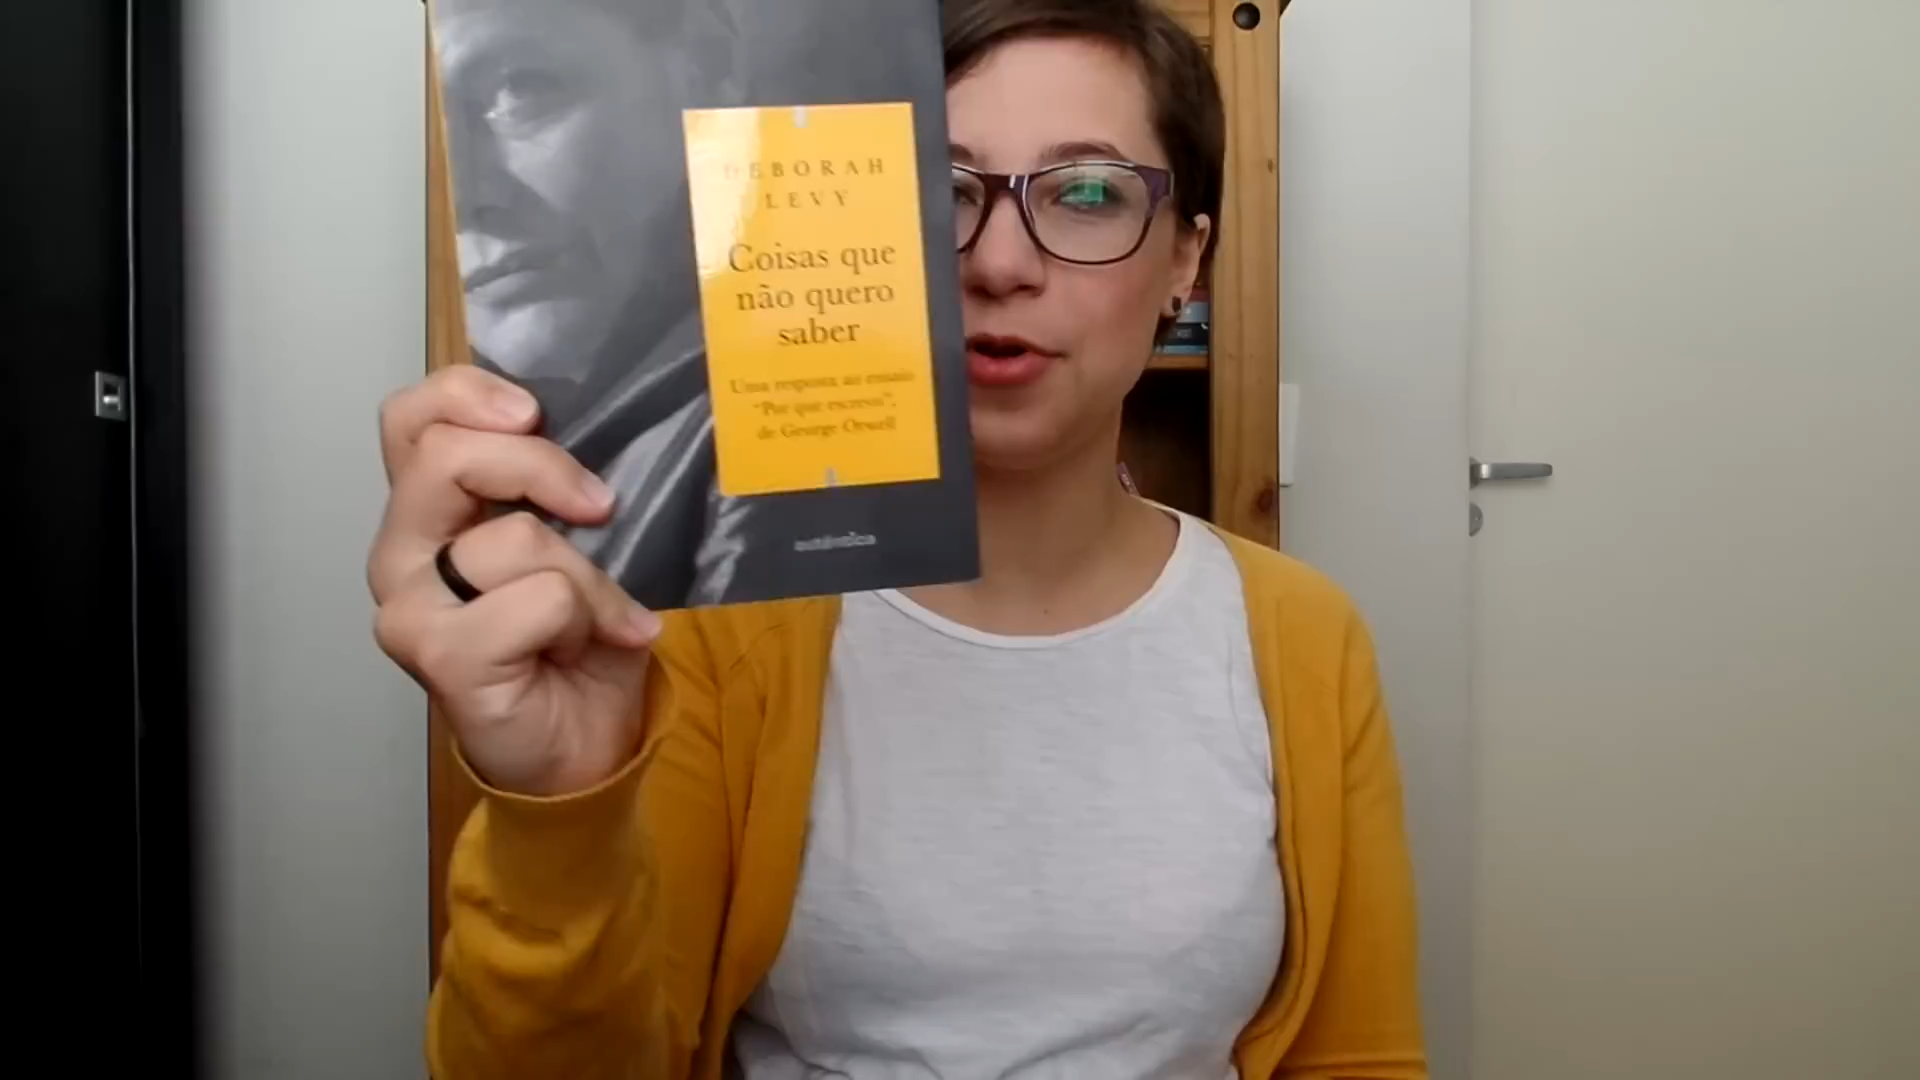 DEBORAH
LEVY
Coisas que
não quero
saber
Uma resposta ao ensaio
"Por que escrevo",
de George Orwell
autêntica